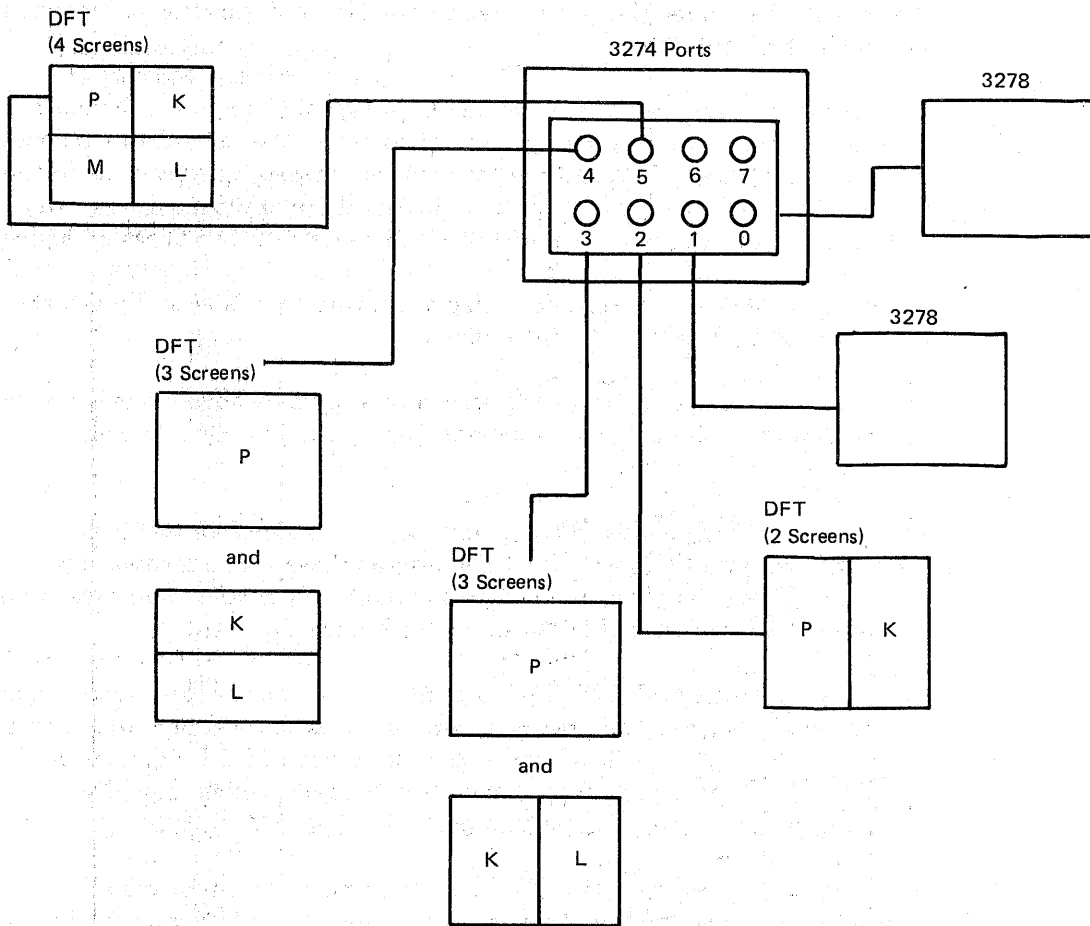 DFT
(4 Screens)
P K
M L
3274 Ports
4 5 6 7
3 2 1 0
3278
3278
DFT
(3 Screens)
P
and
K
L
DFT
(3 Screens)
P
and
K L
DFT
(2 Screens)
P K